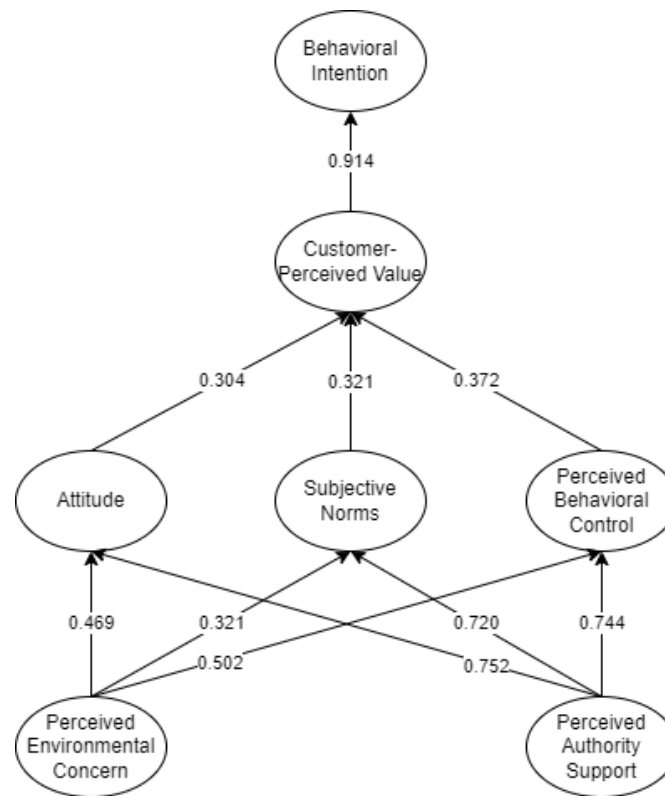 Behavioral
Intention
0.914
Customer-
Perceived Value
0.304
0.321
0.372
Attitude
Subjective
Norms
Perceived
Behavioral
Control
0.469
0.321
0.720
0.744
0.502
0.752
Perceived
Environmental
Concern
Perceived
Authority
Support